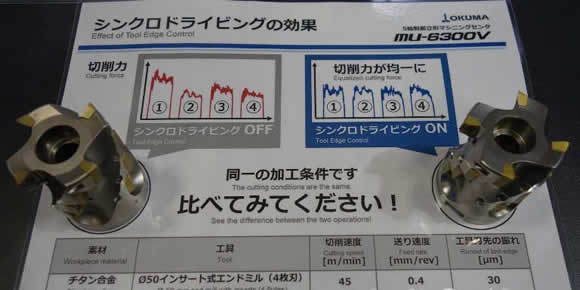 シンクロドライビングの効果
Effect of Tool Edge Control
OKUMA
5軸制御立形マシニングセンタ
MU-6300V
切削力
Cutting force
① ② ③ ④
シンクロドライビング OFF
Tool Edge Control
切削力が均一に
Equalized cutting force
① ② ③ ④
シンクロドライビング ON
Tool Edge Control
同一の加工条件です
The cutting conditions are the same.
比べてみてください!
See the difference between the two operations!
素材 工具 切削速度 送り速度 工具刃先の振れ
Workpiece material Tool Cutting speed Feed rate Runout of tool edge
[m/min] [mm/rev] [μm]
チタン合金 Ø50インサート式エンドミル(4枚刃) 45 0.4 30